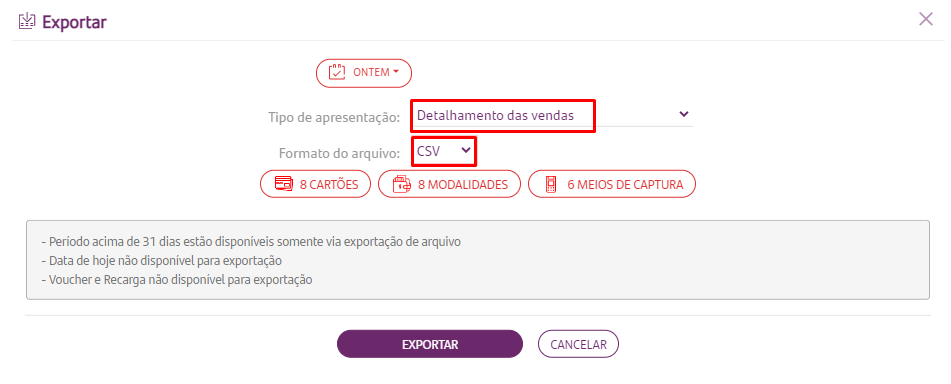 Exportar
ONTEM
Tipo de apresentação: Detalhamento das vendas
Formato do arquivo: CSV
8 CARTÕES 8 MODALIDADES 6 MEIOS DE CAPTURA
- Período acima de 31 dias estão disponíveis somente via exportação de arquivo
- Data de hoje não disponível para exportação
- Voucher e Recarga não disponível para exportação
EXPORTAR CANCELAR